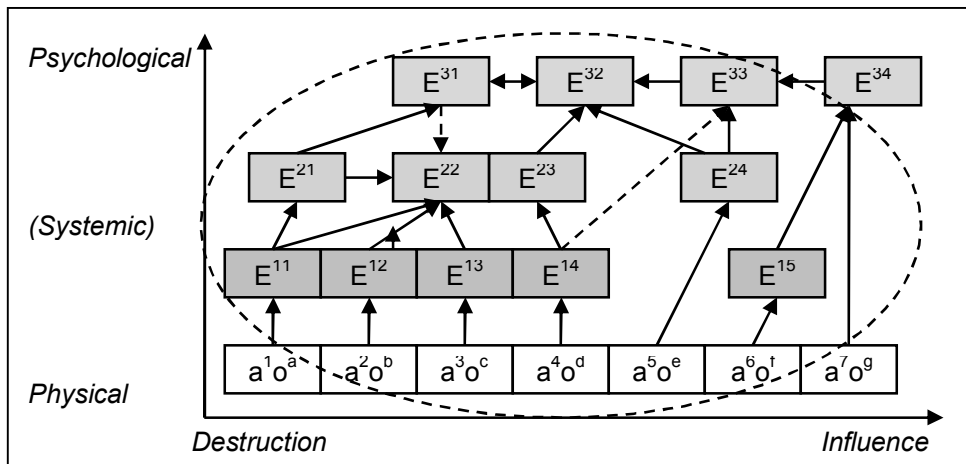 Psychological
E³¹ E³² E³³ E³⁴
E²¹ E²² E²³ E²⁴
(Systemic)
E¹¹ E¹² E¹³ E¹⁴ E¹⁵
a¹oᵃ a²oᵇ a³oᶜ a⁴oᵈ a⁵oᵉ a⁶oᶠ a⁷oᵍ
Physical
Destruction Influence